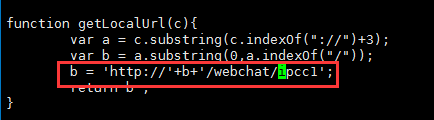 function getLocalUrl(c){
var a = c.substring(c.indexOf("://")+3);
var b = a.substring(0,a.indexOf("/"));
b = 'http://'+b+'/webchat/ipcc1';
return b ;
}